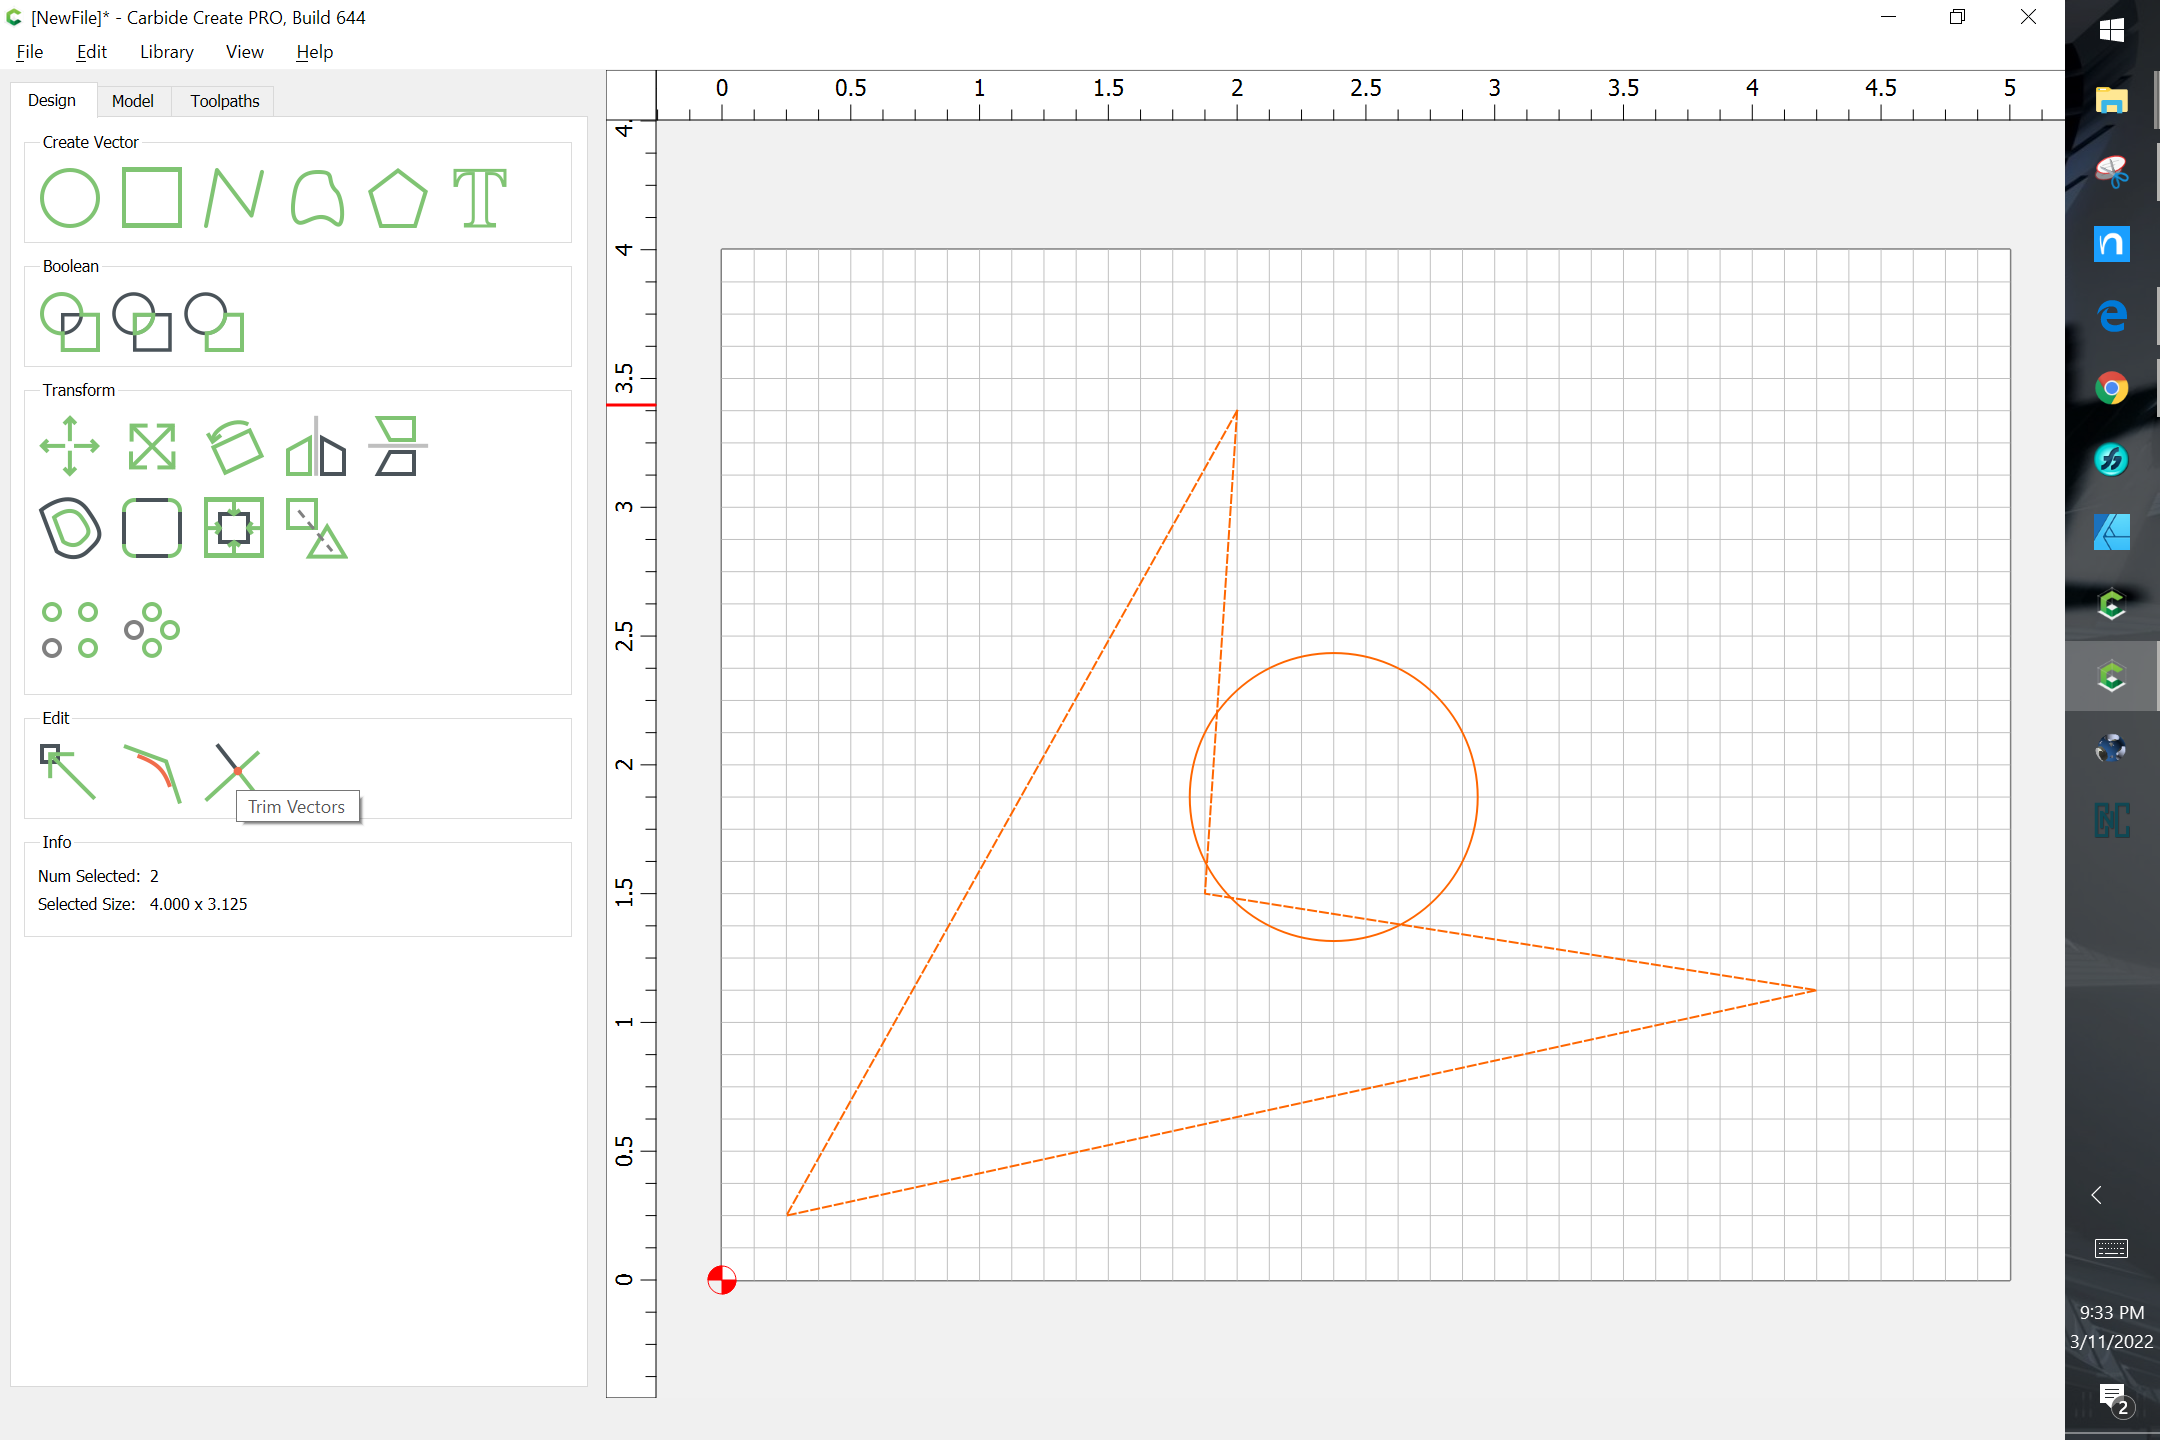 [NewFile]* - Carbide Create PRO, Build 644
File Edit Library View Help
Design Model Toolpaths
Create Vector
T
Boolean
Transform
Edit
Trim Vectors
Info
Num Selected: 2
Selected Size: 4.000 x 3.125
0 0.5 1 1.5 2 2.5 3 3.5 4 4.5 5
4.
4
3.5
3
2.5
2
1.5
1
0.5
0
9:33 PM
3/11/2022
2